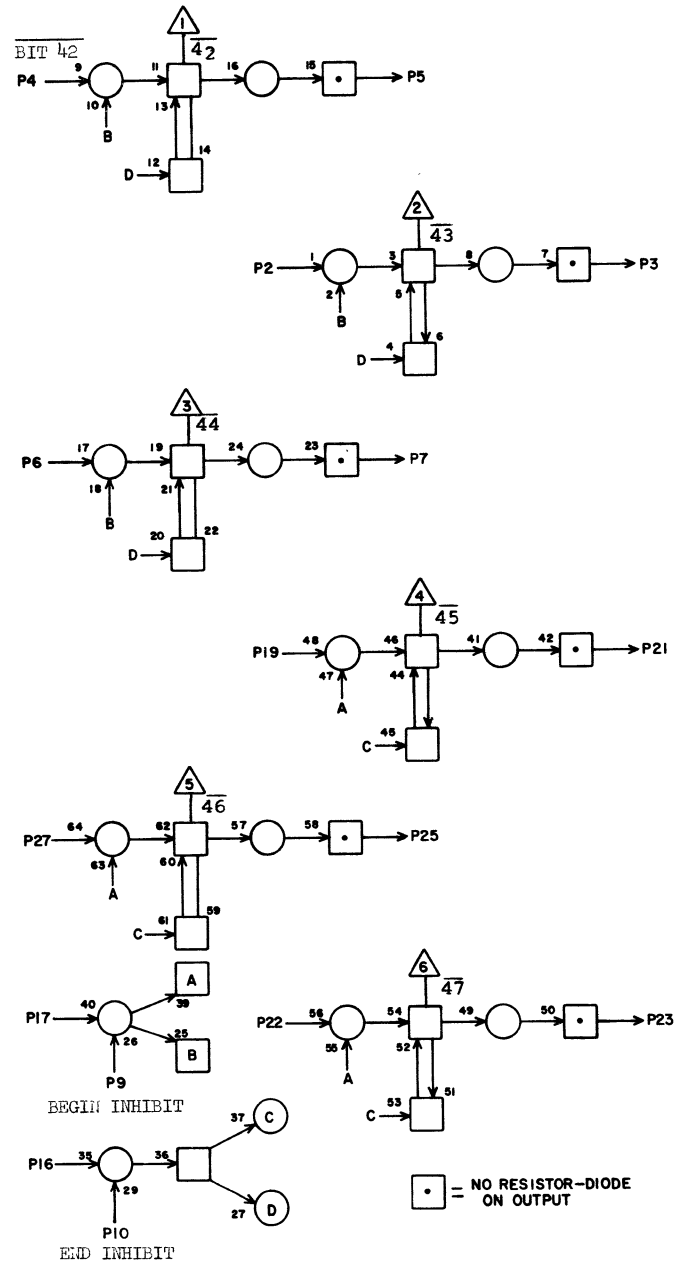 1
BIT 42
42
P4 9 11 16 15 P5
10 13
B
D 12 14
2
43
P2 1 3 8 7 P3
2 5
B
D 4 6
3
44
P6 17 19 24 23 P7
18 21
B
D 20 22
4
45
P19 48 46 41 42 P21
47 44
A
C 45
5
46
P27 64 62 57 58 P25
63 60
A
C 61 59
A
39
P17 40
26 25
B
P9
BEGIN INHIBIT
6
47
P22 56 54 49 50 P23
55 52
A
C 53 51
37 C
P16 35 36
29
27 D
P10
END INHIBIT
= NO RESISTOR-DIODE
ON OUTPUT